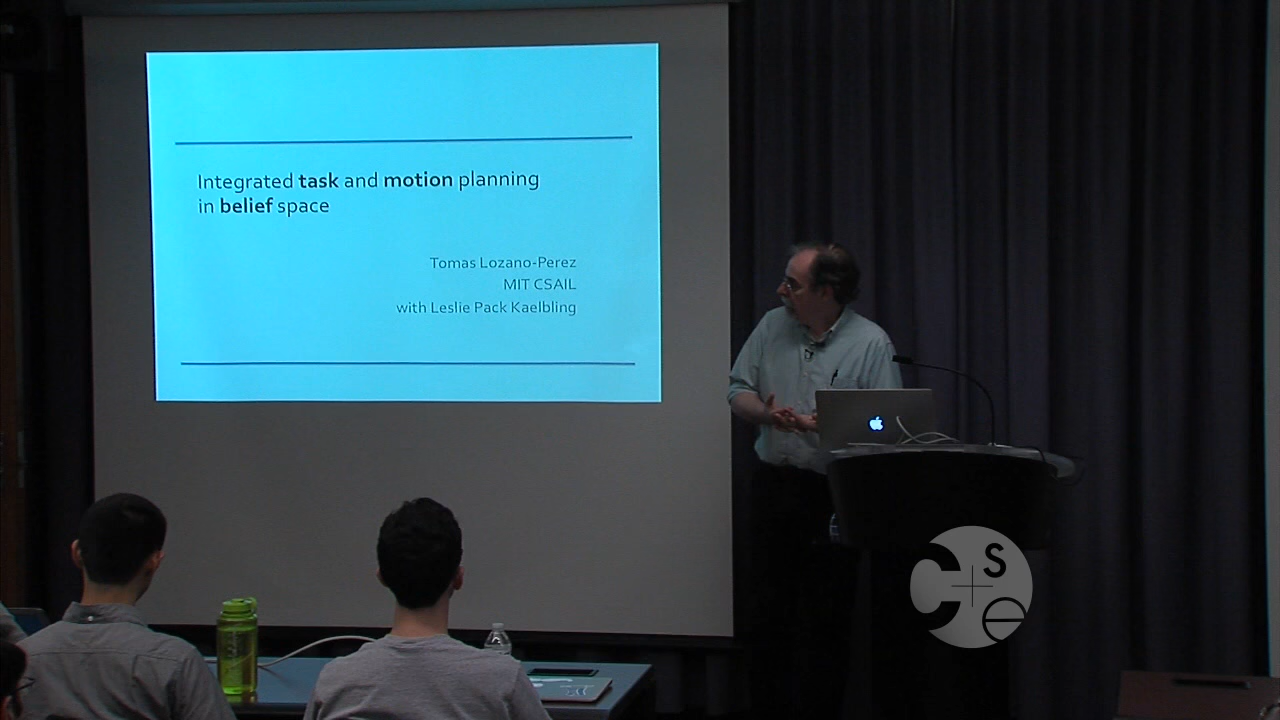 Integrated task and motion planning
in belief space
Tomas Lozano-Perez
MIT CSAIL
with Leslie Pack Kaelbling
C
s
e